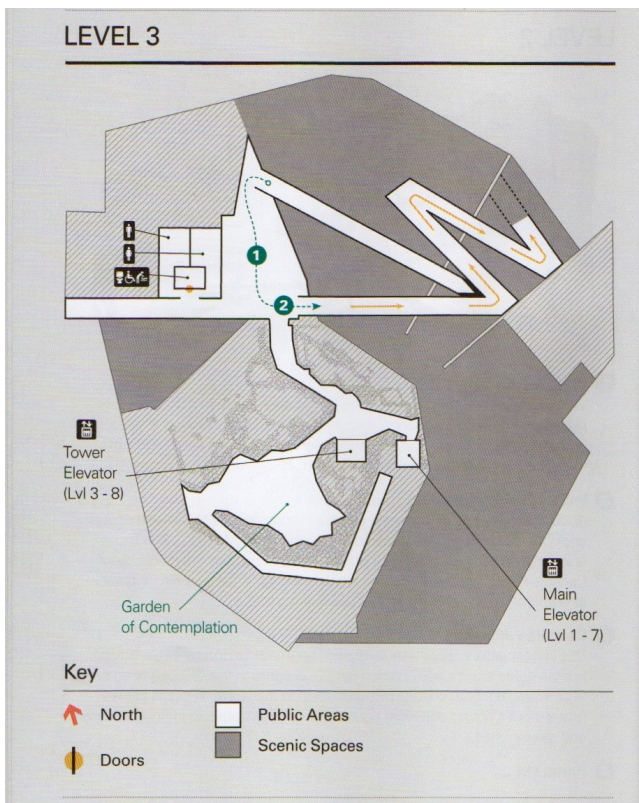 LEVEL 3
1
2
Tower
Elevator
(Lvl 3 - 8)
Garden
of Contemplation
Main
Elevator
(Lvl 1 - 7)
Key
North
Doors
Public Areas
Scenic Spaces